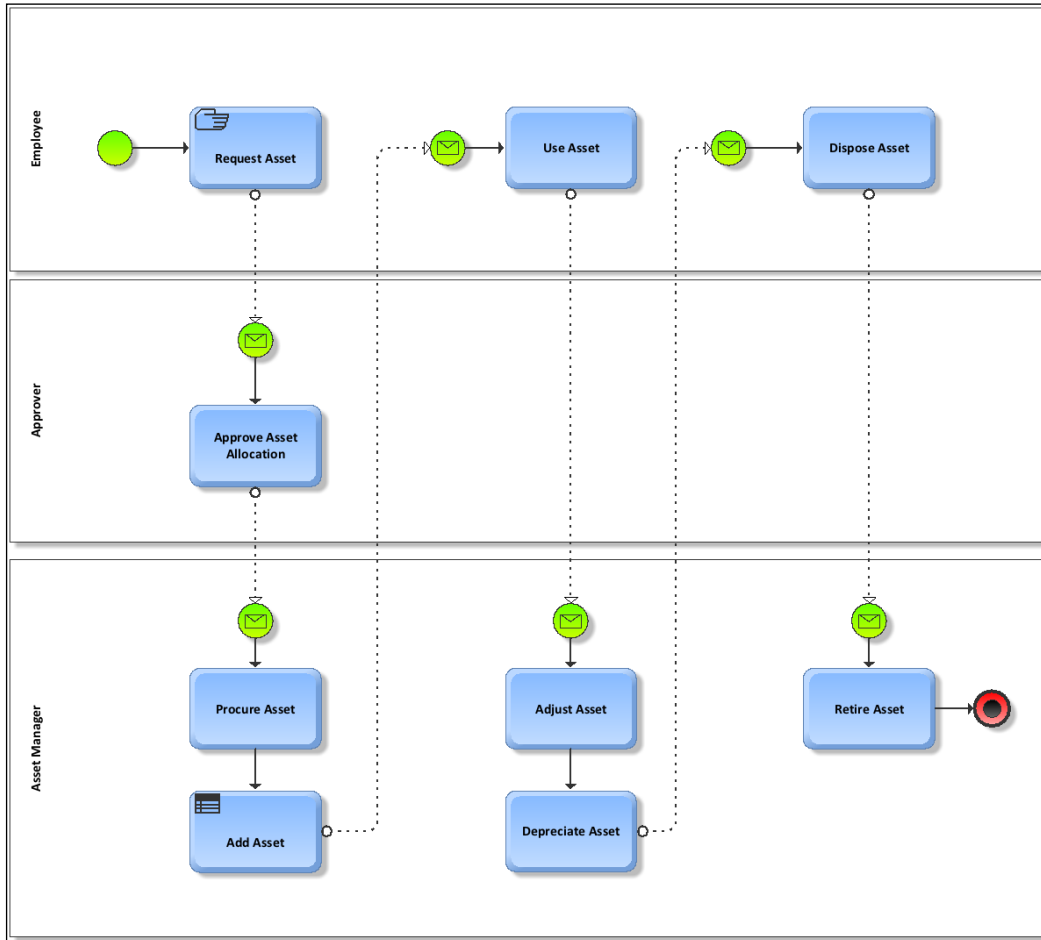 Employee
Request Asset
Use Asset
Dispose Asset
Approver
Approve Asset
Allocation
Asset Manager
Procure Asset
Adjust Asset
Retire Asset
Add Asset
Depreciate Asset